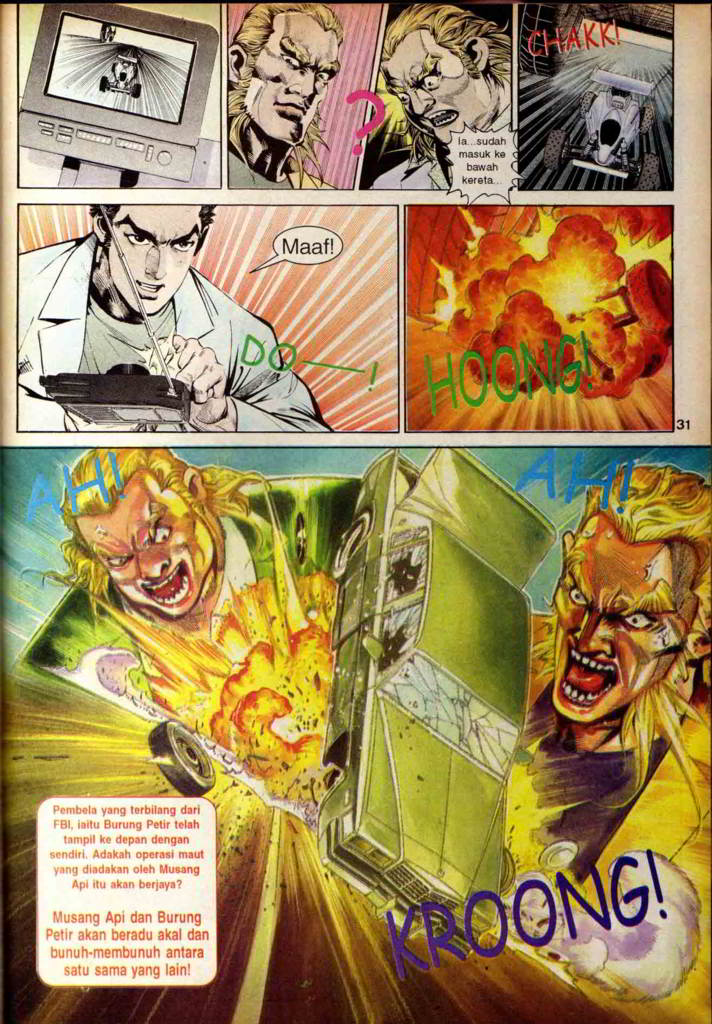 CHAKK!
?
Ia...sudah
masuk ke
bawah
kereta...
Maaf!
DO—!
HOONG!
31
AH!
AH!
KROONG!
Pembela yang terbilang dari
FBI, iaitu Burung Petir telah
tampil ke depan dengan
sendiri. Adakah operasi maut
yang diadakan oleh Musang
Api itu akan berjaya?
Musang Api dan Burung
Petir akan beradu akal dan
bunuh-membunuh antara
satu sama yang lain!